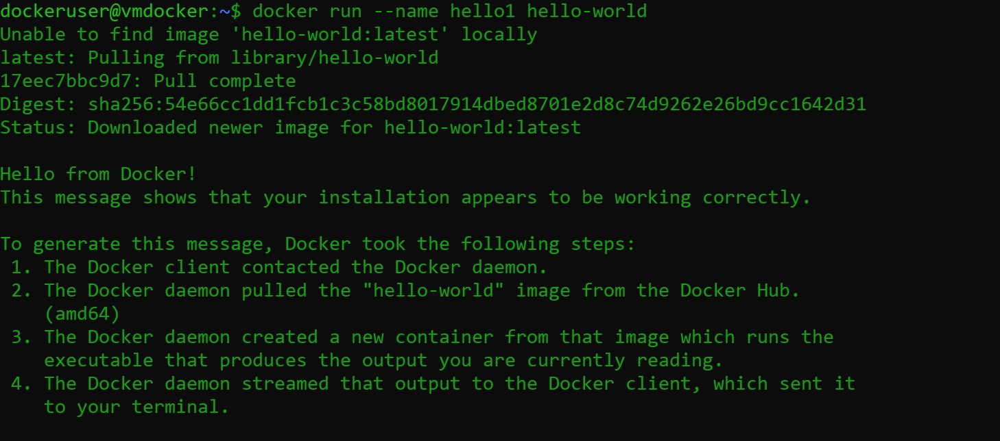 dockeruser@vmdocker:~$ docker run --name hello1 hello-world
Unable to find image 'hello-world:latest' locally
latest: Pulling from library/hello-world
17eec7bbc9d7: Pull complete
Digest: sha256:54e66cc1dd1fcb1c3c58bd8017914dbed8701e2d8c74d9262e26bd9cc1642d31
Status: Downloaded newer image for hello-world:latest

Hello from Docker!
This message shows that your installation appears to be working correctly.

To generate this message, Docker took the following steps:
 1. The Docker client contacted the Docker daemon.
 2. The Docker daemon pulled the "hello-world" image from the Docker Hub.
    (amd64)
 3. The Docker daemon created a new container from that image which runs the
    executable that produces the output you are currently reading.
 4. The Docker daemon streamed that output to the Docker client, which sent it
    to your terminal.